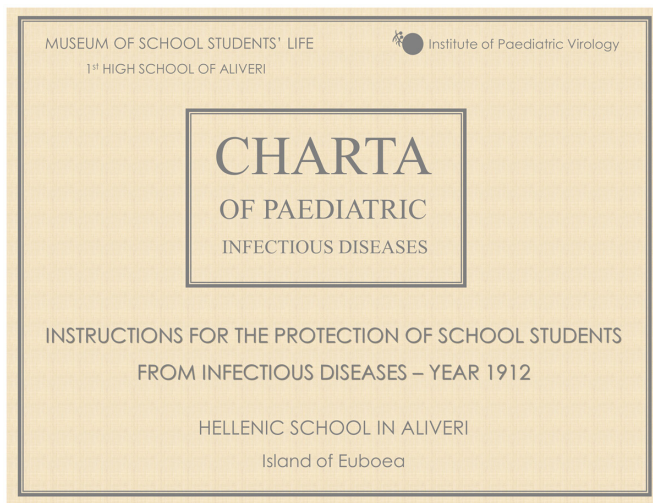 MUSEUM OF SCHOOL STUDENTS' LIFE
1st HIGH SCHOOL OF ALIVERI
Institute of Paediatric Virology
CHARTA
OF PAEDIATRIC
INFECTIOUS DISEASES
INSTRUCTIONS FOR THE PROTECTION OF SCHOOL STUDENTS
FROM INFECTIOUS DISEASES – YEAR 1912
HELLENIC SCHOOL IN ALIVERI
Island of Euboea